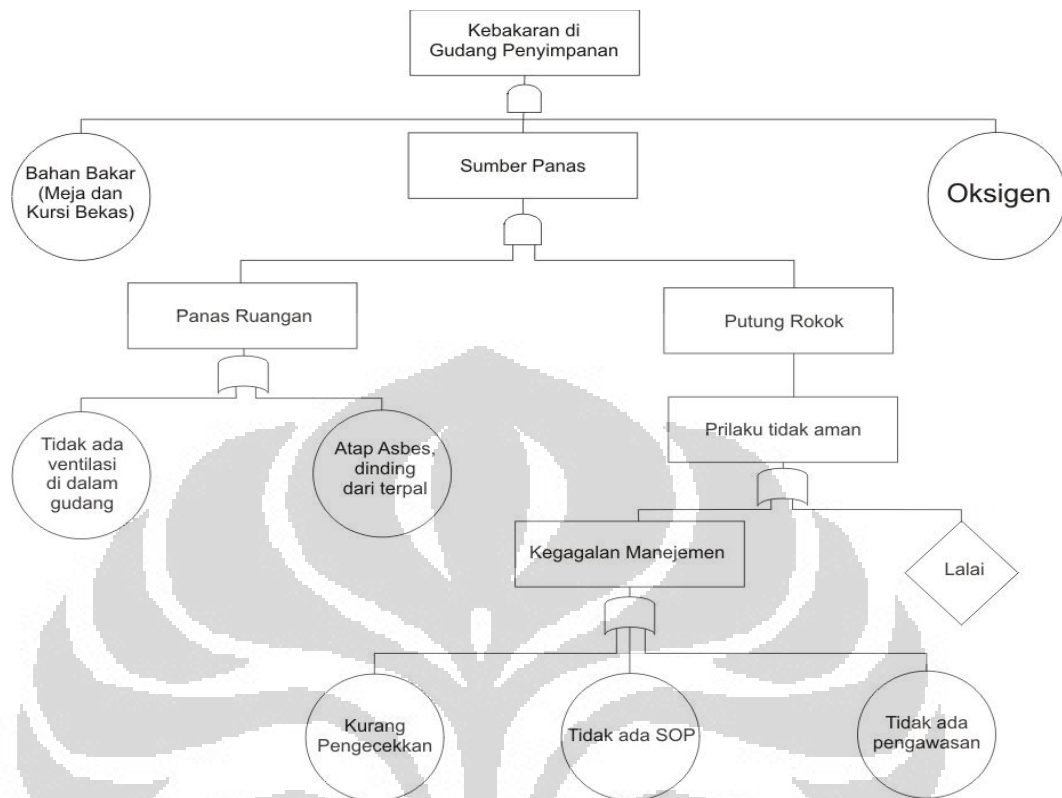 Kebakaran di
Gudang Penyimpanan
Bahan Bakar
(Meja dan
Kursi Bekas)
Sumber Panas
Oksigen
Panas Ruangan
Putung Rokok
Tidak ada
ventilasi
di dalam
gudang
Atap Asbes,
dinding
dari terpal
Prilaku tidak aman
Kegagalan Manejemen
Lalai
Kurang
Pengecekkan
Tidak ada SOP
Tidak ada
pengawasan